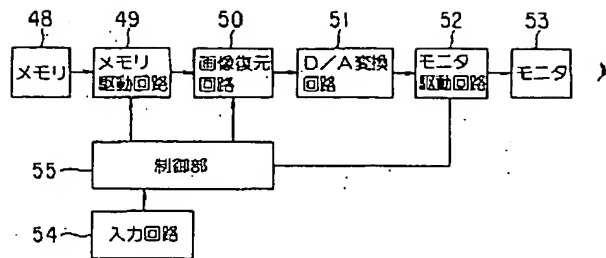 48
49
50
51
52
53
メモリ
メモリ
駆動回路
画像復元
回路
D/A変換
回路
モニタ
駆動回路
モニタ
55
制御部
54
入力回路